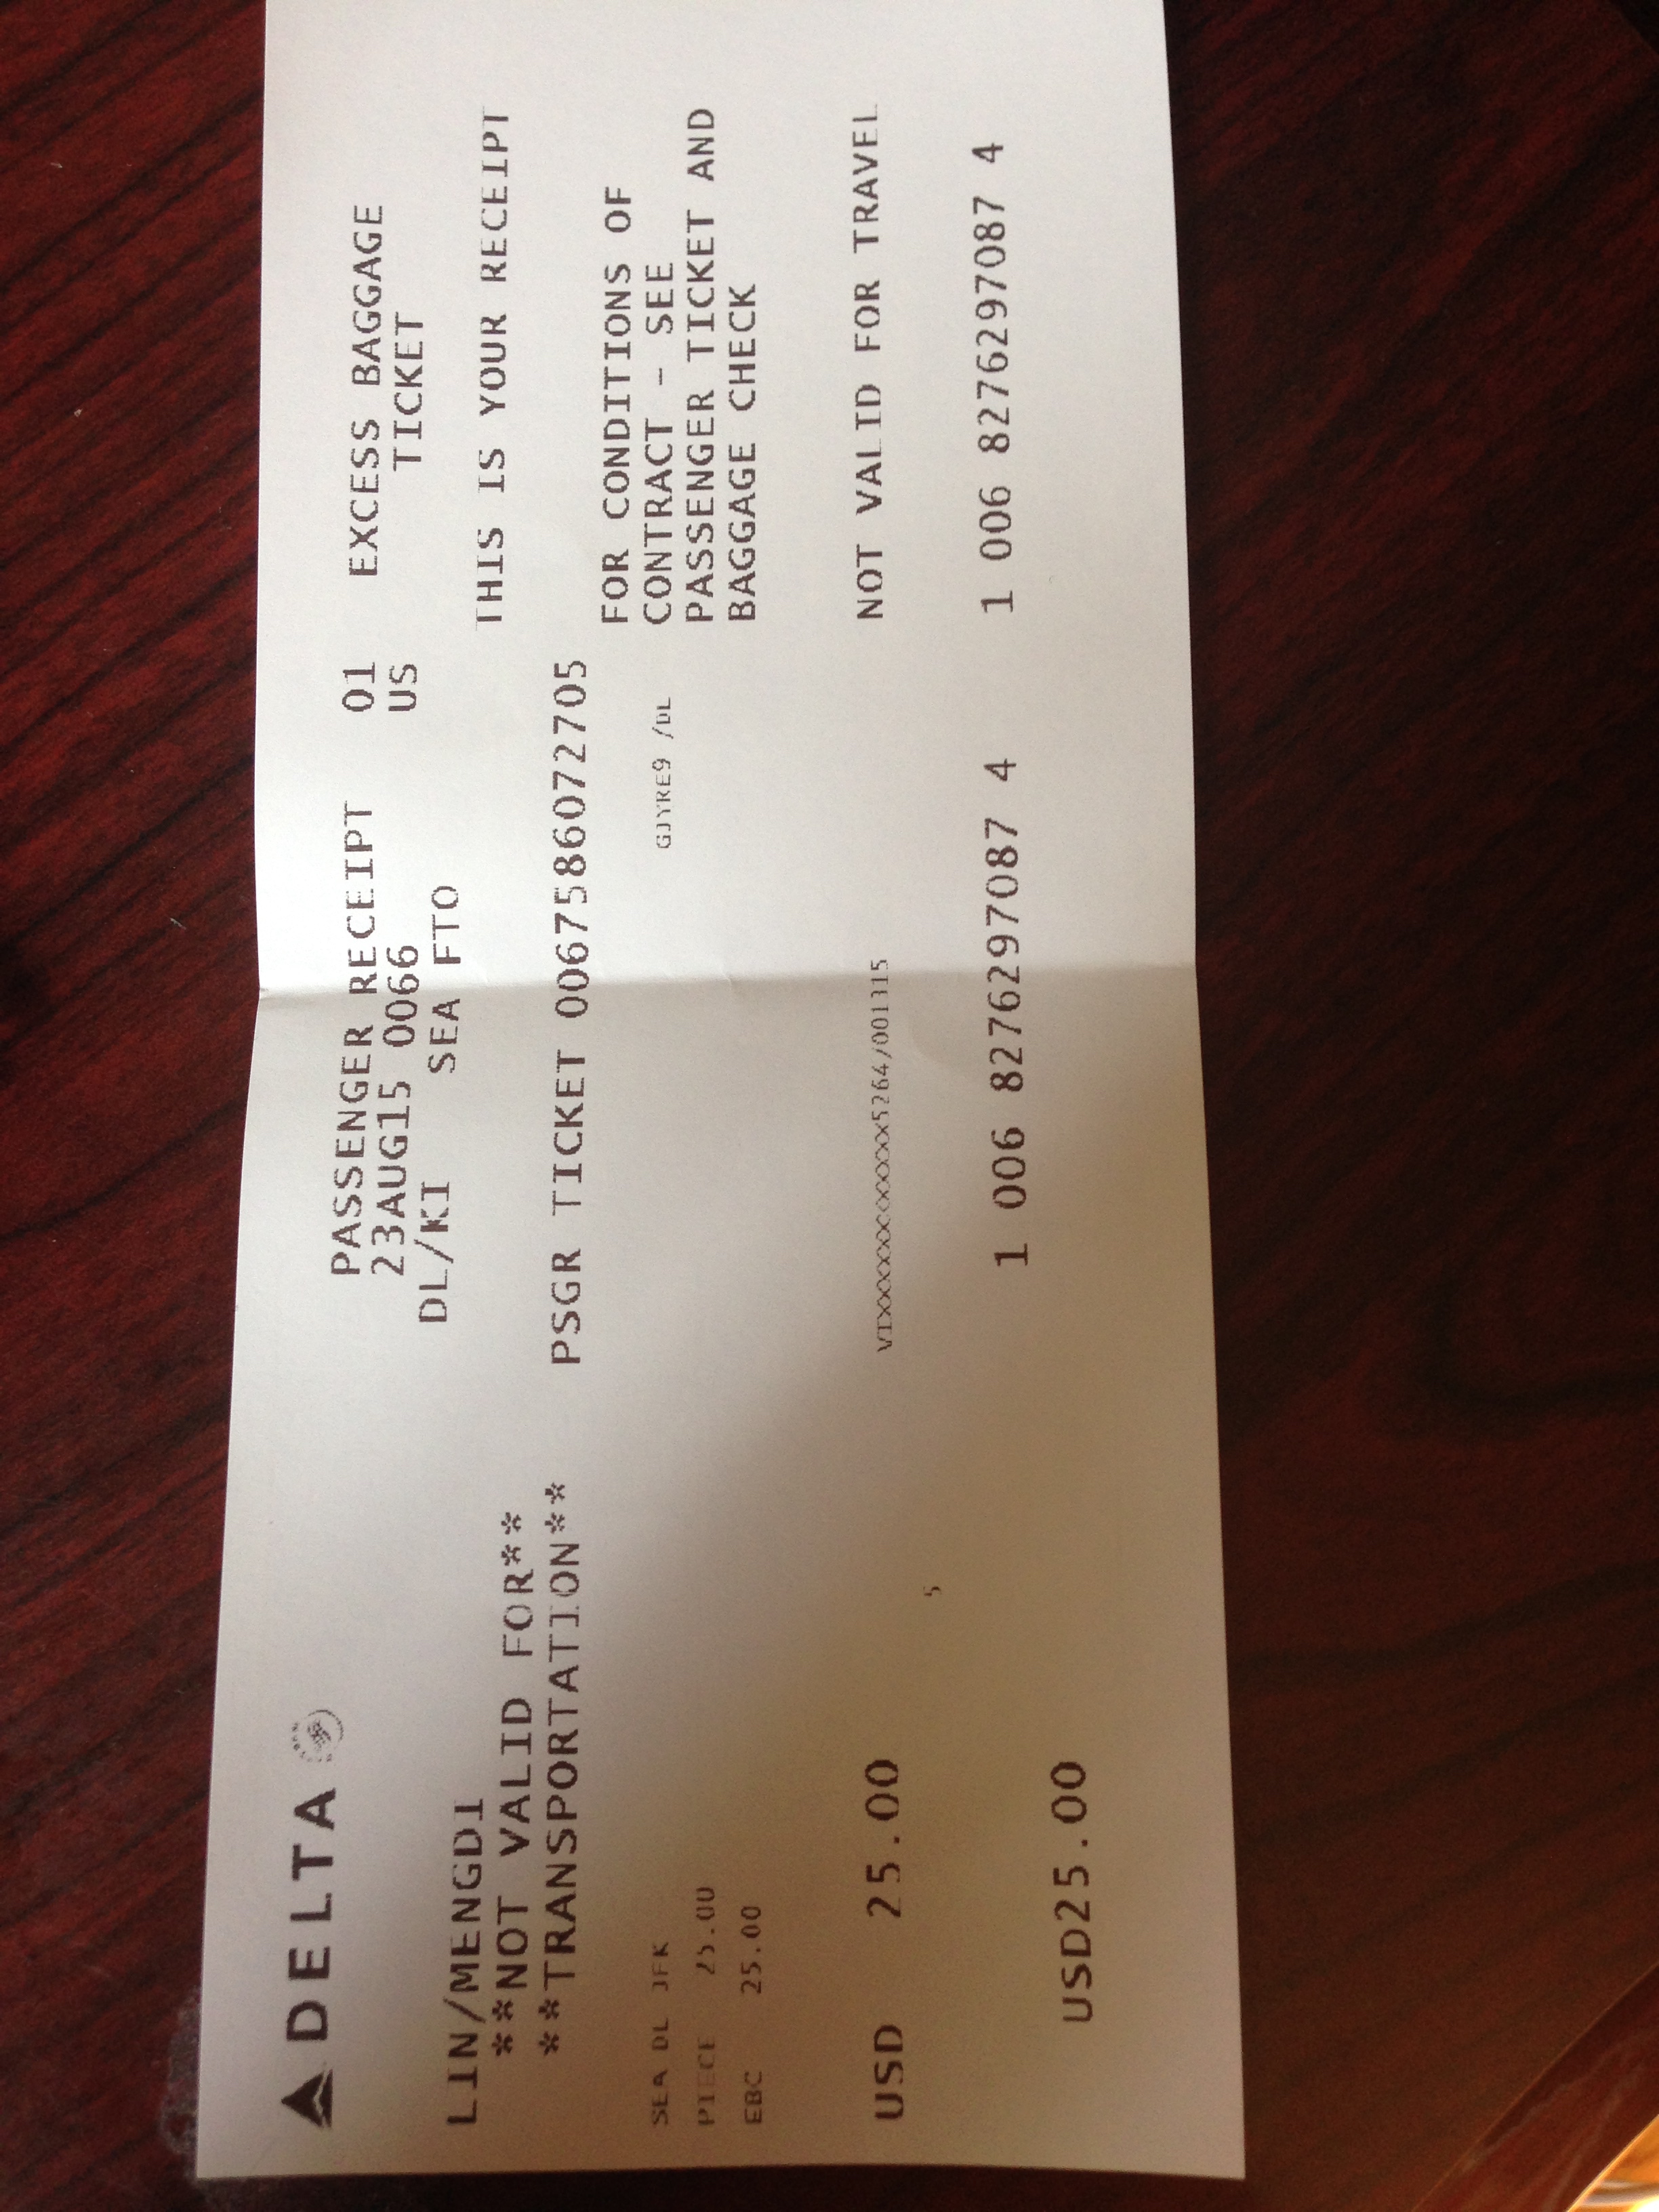 DELTA
PASSENGER RECEIPT 01 EXCESS BAGGAGE
23AUG15 0066 US TICKET
DL/KI SEA FTO
LIN/MENGDI THIS IS YOUR RECEIPT
**NOT VALID FOR**
**TRANSPORTATION** PSGR TICKET 0067586072705
FOR CONDITIONS OF
SEA DL JFK GJYRE9 /DL CONTRACT - SEE
PIECE 25.00 PASSENGER TICKET AND
EBC 25.00 BAGGAGE CHECK
USD 25.00 VIXXXXXXXXXXXX5264/001315 NOT VALID FOR TRAVEL
5
1 006 8276297087 4 1 006 8276297087 4
USD25.00